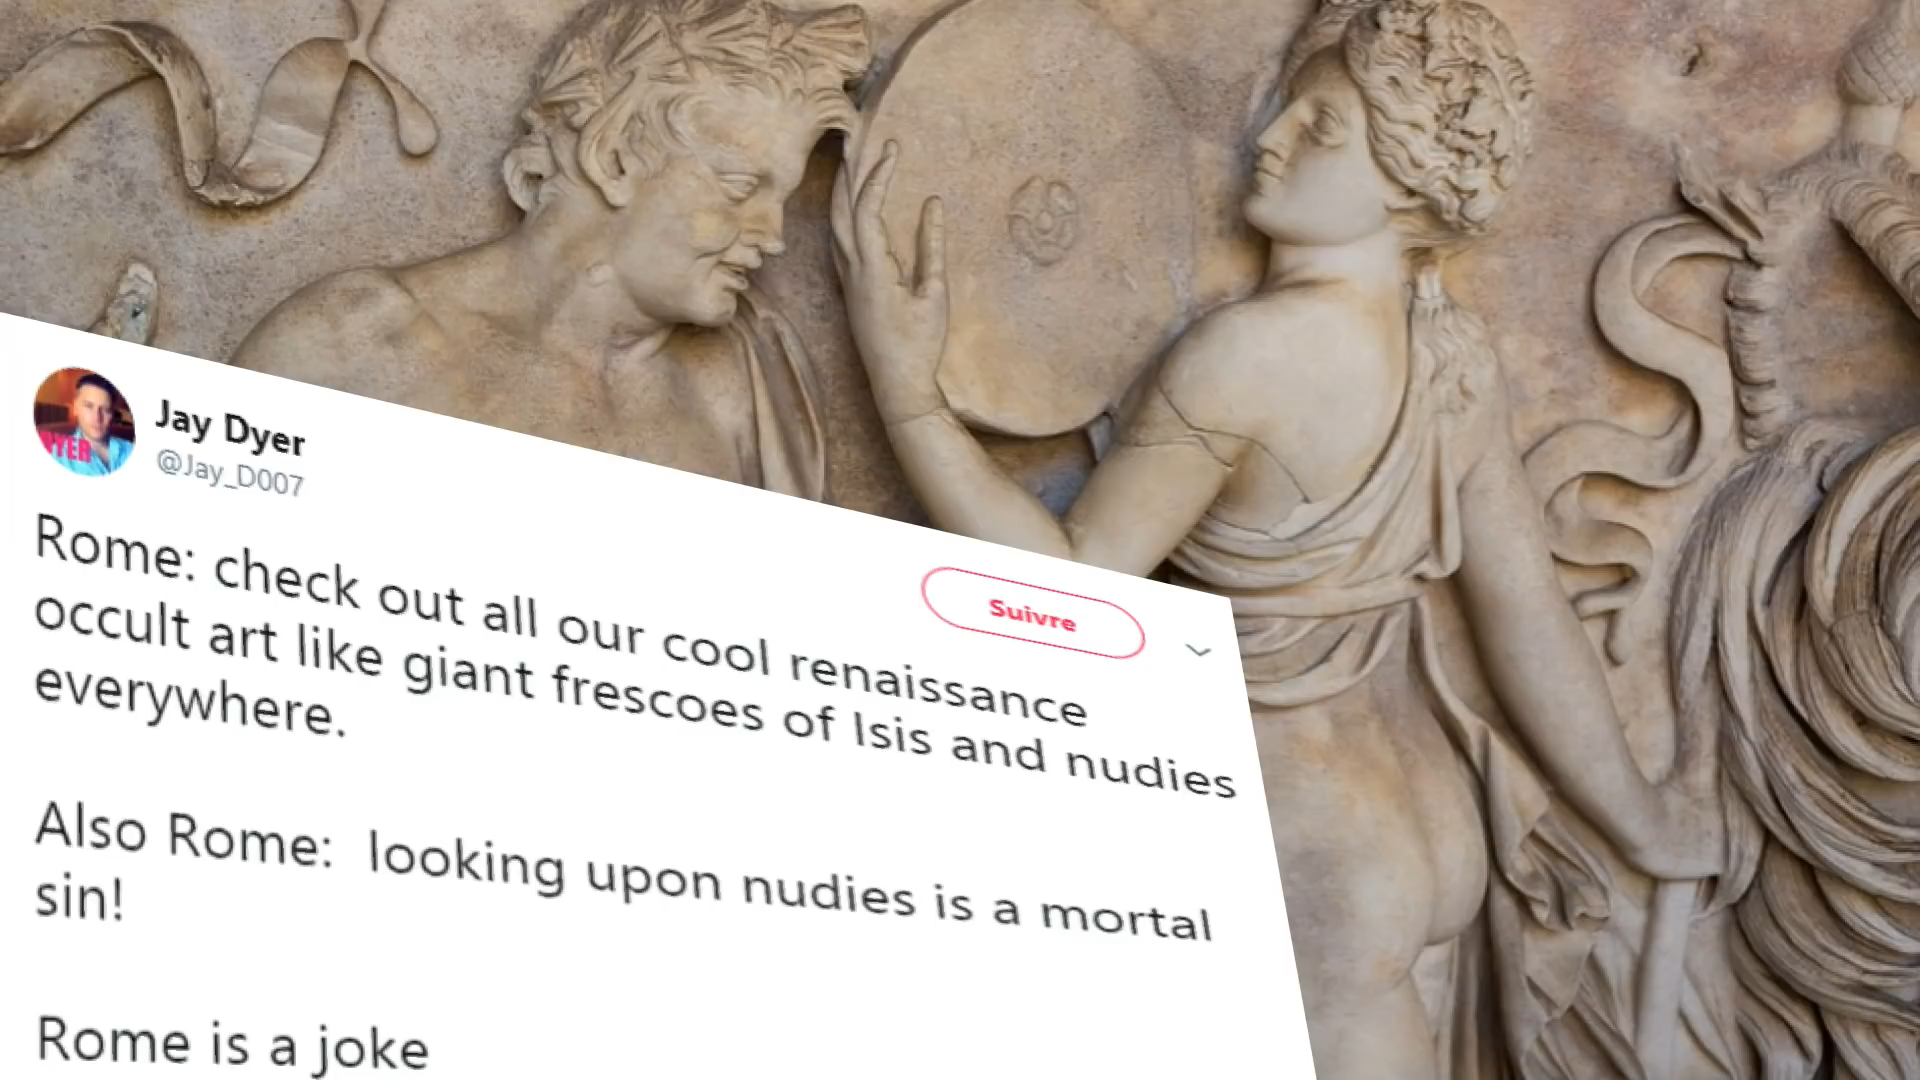 Jay Dyer
@Jay_D007
Suivre
Rome: check out all our cool renaissance
occult art like giant frescoes of Isis and nudies
everywhere.
Also Rome: looking upon nudies is a mortal
sin!
Rome is a joke